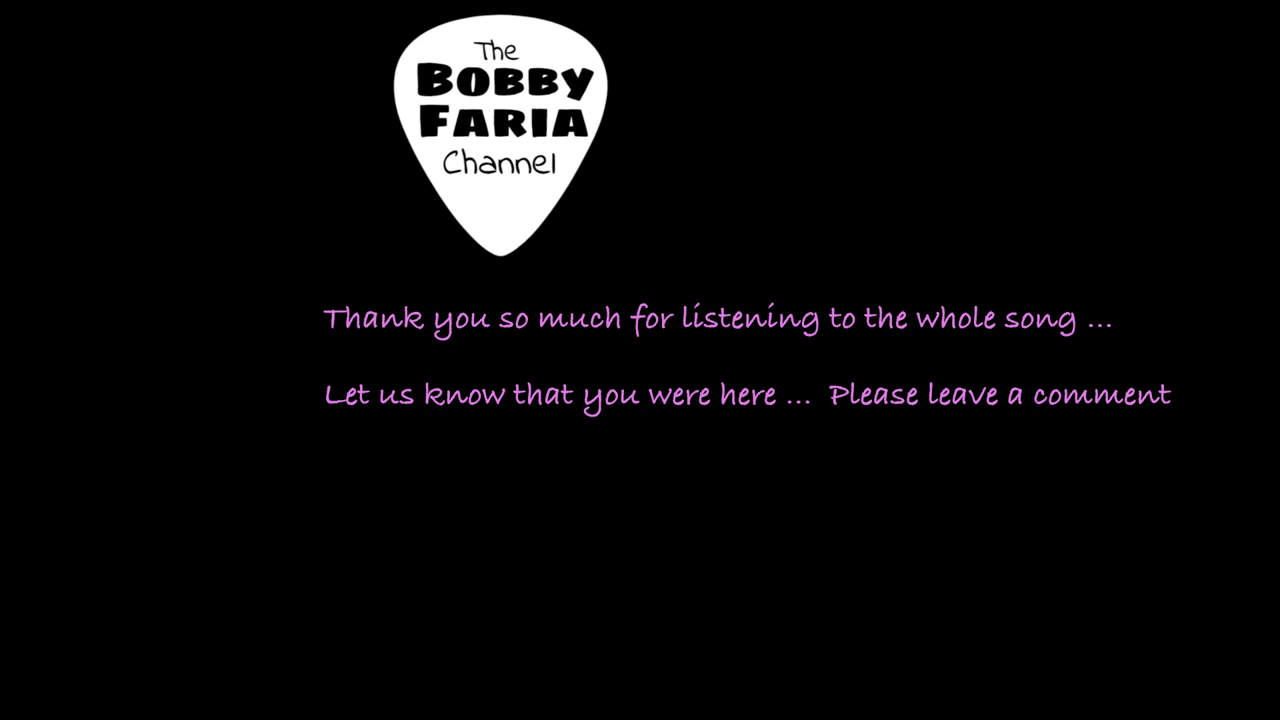 The
BOBBY
FARIA
Channel
Thank you so much for listening to the whole song ...
Let us know that you were here ... Please leave a comment